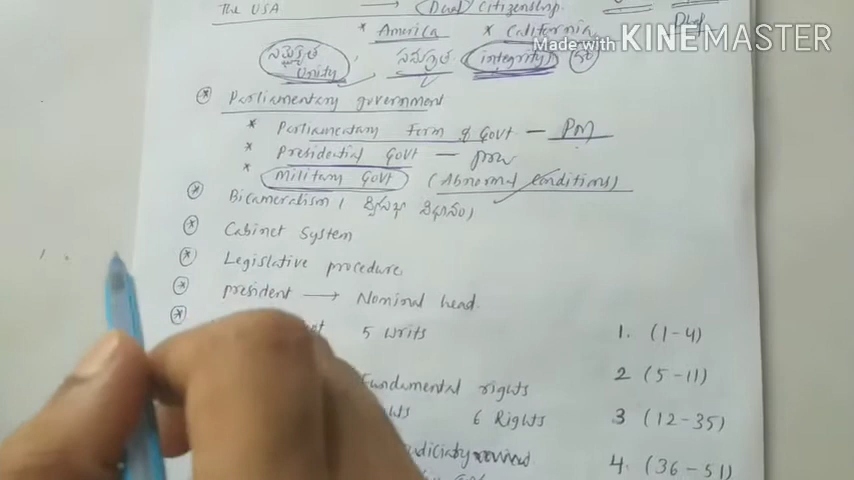 The USA → Dual Citizenship
* America * California
Made with KINEMASTER
సమైక్యత Unity, సమగ్రత integrity
* Parliamentary government
* Parliamentary Form of Govt — PM
* Presidential Govt —
* Military Govt (Abnormal conditions)
* Bicameralism ( ద్విసభా విధానం)
* Cabinet System
* Legislative procedure
* president → Nominal head.
5 writs 1. (1-4)
Fundamental rights 2 (5-11)
6 Rights 3 (12-35)
4. (36-51)